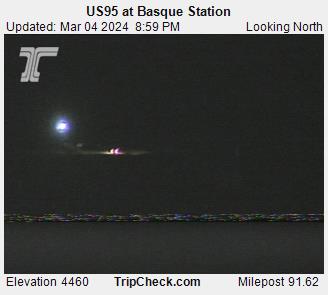 US95 at Basque Station
Updated: Mar 04 2024 8:59 PM Looking North
Elevation 4460 TripCheck.com Milepost 91.62